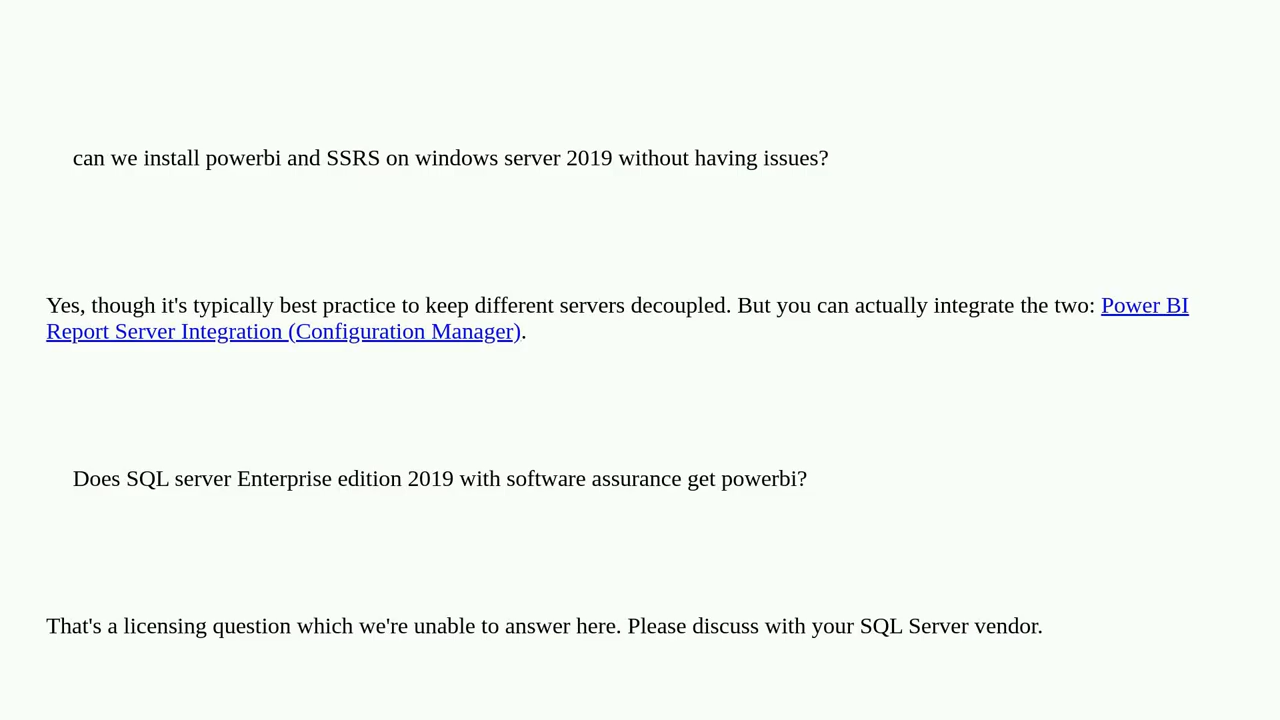 can we install powerbi and SSRS on windows server 2019 without having issues?
Yes, though it's typically best practice to keep different servers decoupled. But you can actually integrate the two: Power BI
Report Server Integration (Configuration Manager).
Does SQL server Enterprise edition 2019 with software assurance get powerbi?
That's a licensing question which we're unable to answer here. Please discuss with your SQL Server vendor.